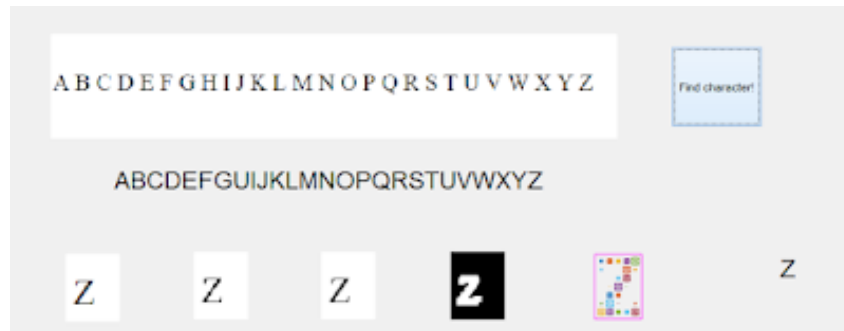 A B C D E F G H I J K L M N O P Q R S T U V W X Y Z
Find character!
ABCDEFGUIJKLMNOPQRSTUVWXYZ
Z Z Z Z Z